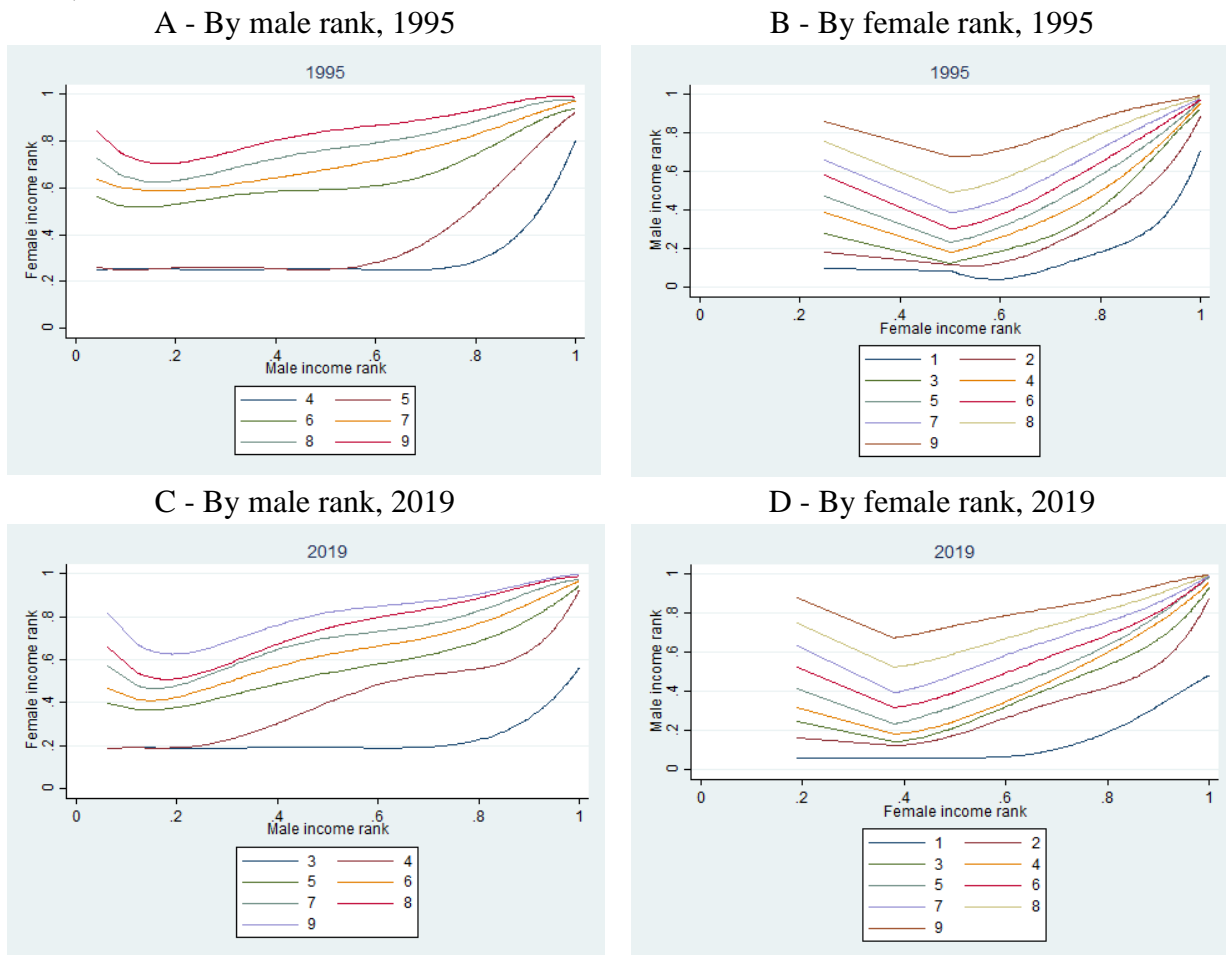 A - By male rank, 1995
1995
Female income rank
0 .2 .4 .6 .8 1
0 .2 .4 .6 .8 1
Male income rank
4 5
6 7
8 9
B - By female rank, 1995
1995
Male income rank
0 .2 .4 .6 .8 1
0 .2 .4 .6 .8 1
Female income rank
1 2
3 4
5 6
7 8
9
C - By male rank, 2019
2019
Female income rank
0 .2 .4 .6 .8 1
0 .2 .4 .6 .8 1
Male income rank
3 4
5 6
7 8
9
D - By female rank, 2019
2019
Male income rank
0 .2 .4 .6 .8 1
0 .2 .4 .6 .8 1
Female income rank
1 2
3 4
5 6
7 8
9